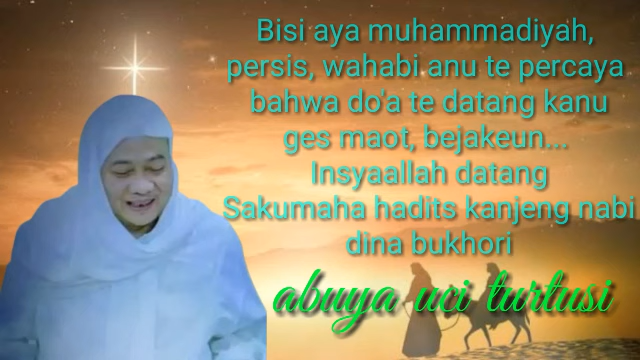 Bisi aya muhammadiyah,
persis, wahabi anu te percaya
bahwa do'a te datang kanu
ges maot, bejakeun...
Insyaallah datang
Sakumaha hadits kanjeng nabi
dina bukhori
abuya uci turtusi